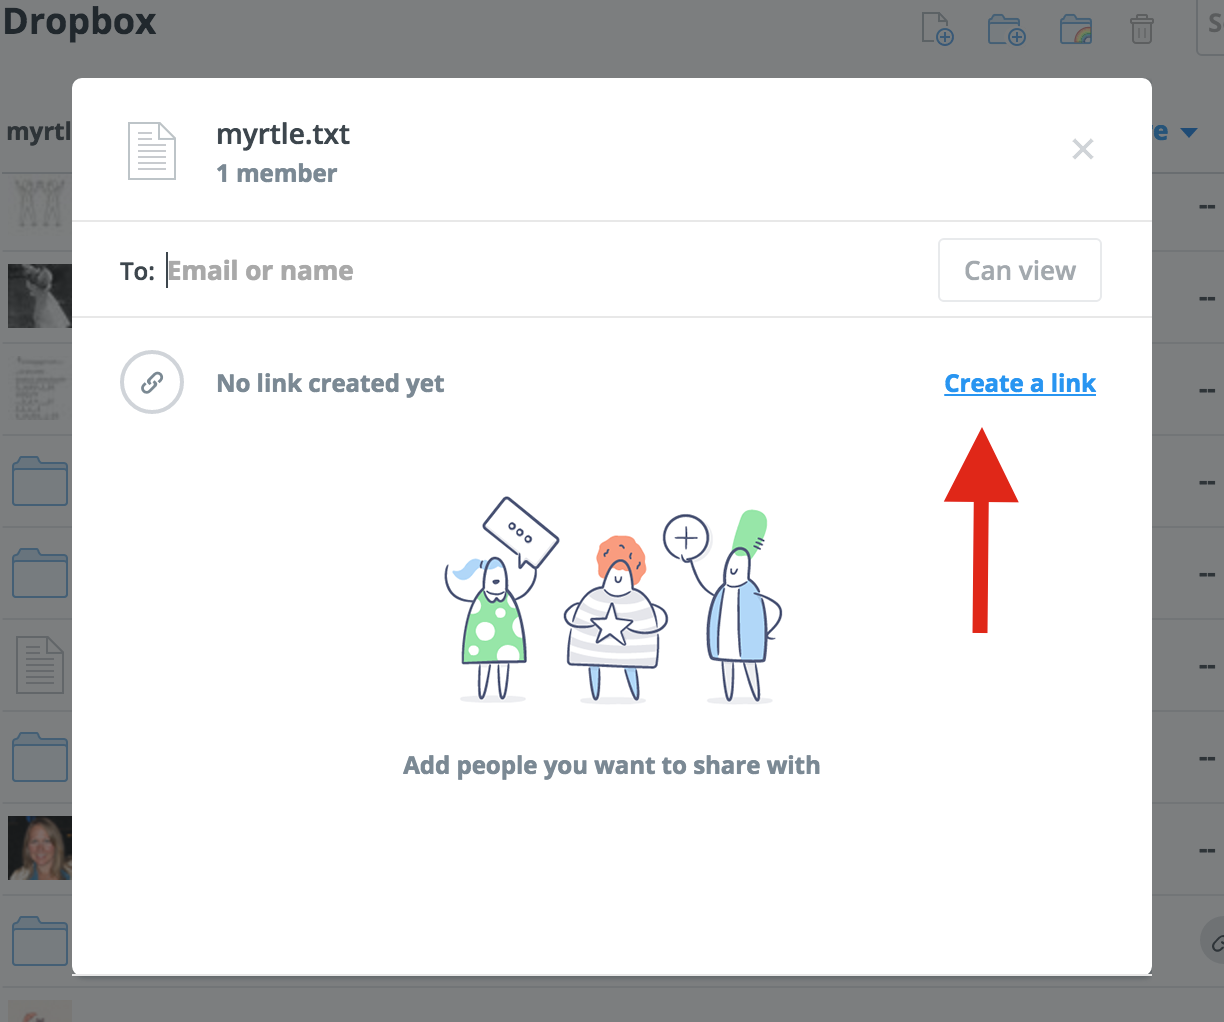 Dropbox
myrtle.txt
1 member
To: Email or name
Can view
No link created yet
Create a link
Add people you want to share with
--
--
--
--
--
--
--
--